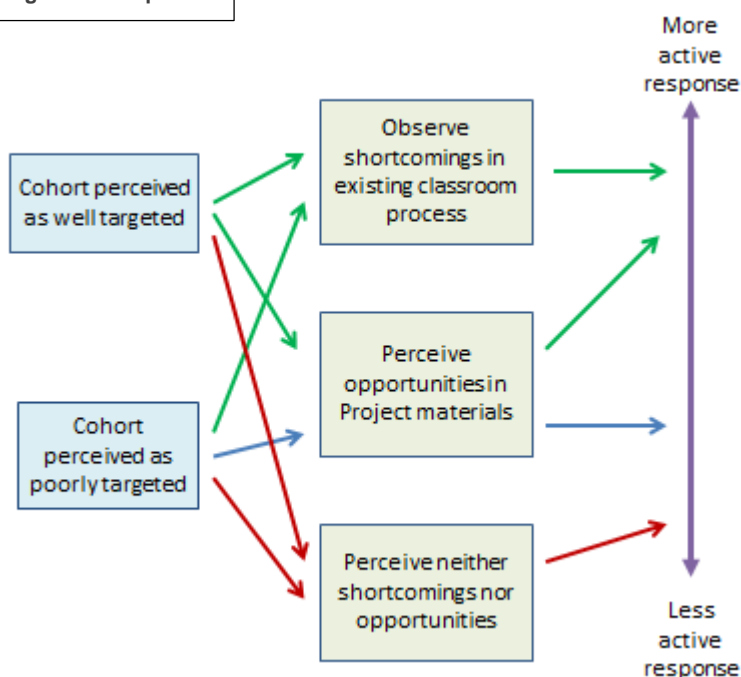 More
active
response
Observe
shortcomings in
existing classroom
process
Cohort perceived
as well targeted
Perceive
opportunities in
Project materials
Cohort
perceived as
poorly targeted
Perceive neither
shortcomings nor
opportunities
Less
active
response